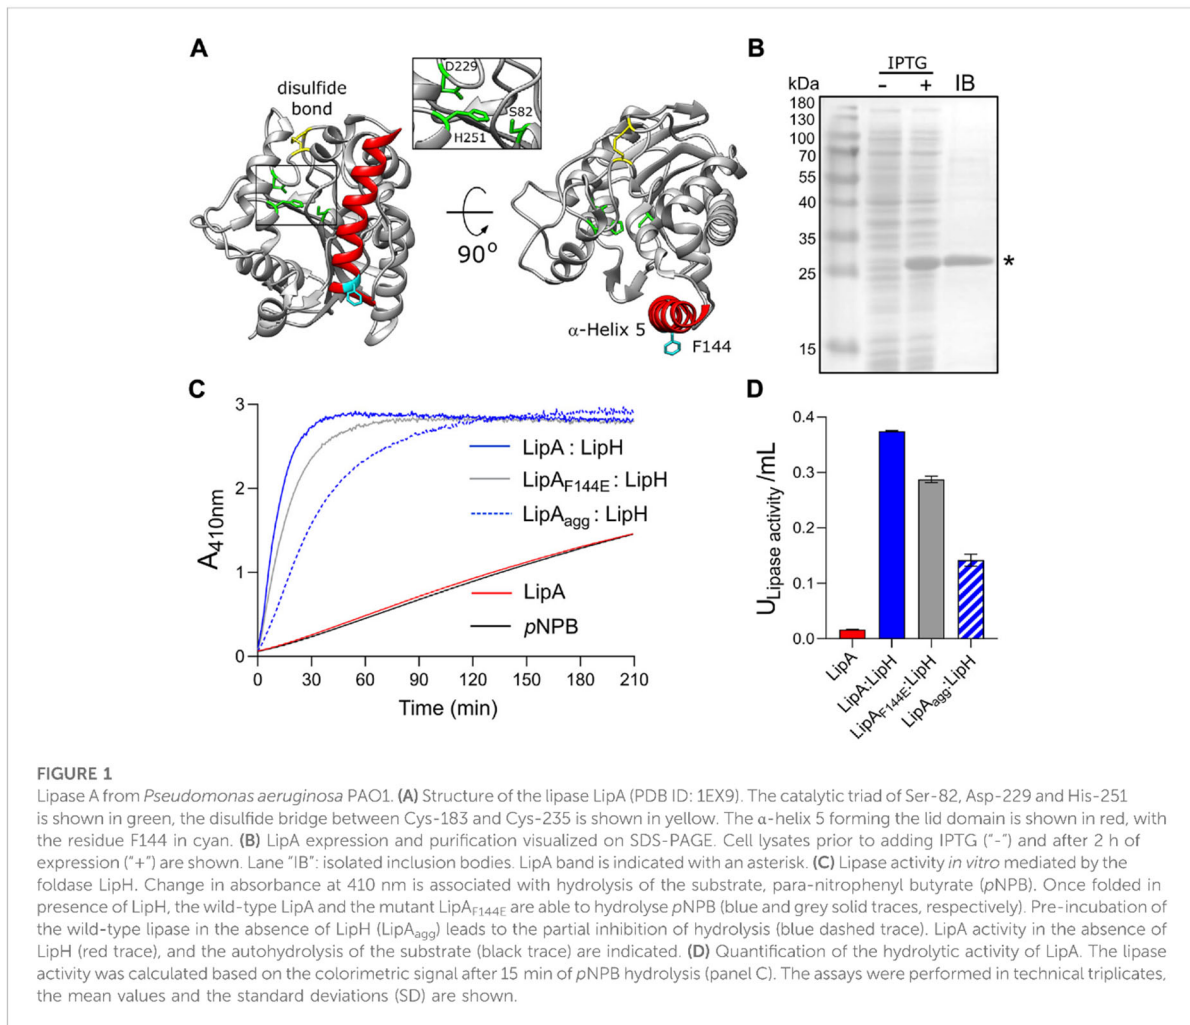 A
disulfide
bond
D229
S82
H251
90°
α-Helix 5
F144
B
IPTG
kDa - + IB
180
130
100
70
55
40
35
25
15
*
C
A410nm
3
2
1
0
LipA : LipH
LipAF144E : LipH
LipAagg : LipH
LipA
pNPB
0 30 60 90 120 150 180 210
Time (min)
D
ULipase activity /mL
0.4
0.3
0.2
0.1
0.0
LipA
LipA:LipH
LipAF144E:LipH
LipAagg:LipH
FIGURE 1
Lipase A from Pseudomonas aeruginosa PAO1. (A) Structure of the lipase LipA (PDB ID: 1EX9). The catalytic triad of Ser-82, Asp-229 and His-251
is shown in green, the disulfide bridge between Cys-183 and Cys-235 is shown in yellow. The α-helix 5 forming the lid domain is shown in red, with
the residue F144 in cyan. (B) LipA expression and purification visualized on SDS-PAGE. Cell lysates prior to adding IPTG (“-”) and after 2 h of
expression (“+”) are shown. Lane “IB”: isolated inclusion bodies. LipA band is indicated with an asterisk. (C) Lipase activity in vitro mediated by the
foldase LipH. Change in absorbance at 410 nm is associated with hydrolysis of the substrate, para-nitrophenyl butyrate (pNPB). Once folded in
presence of LipH, the wild-type LipA and the mutant LipAF144E are able to hydrolyse pNPB (blue and grey solid traces, respectively). Pre-incubation of
the wild-type lipase in the absence of LipH (LipAagg) leads to the partial inhibition of hydrolysis (blue dashed trace). LipA activity in the absence of
LipH (red trace), and the autohydrolysis of the substrate (black trace) are indicated. (D) Quantification of the hydrolytic activity of LipA. The lipase
activity was calculated based on the colorimetric signal after 15 min of pNPB hydrolysis (panel C). The assays were performed in technical triplicates,
the mean values and the standard deviations (SD) are shown.